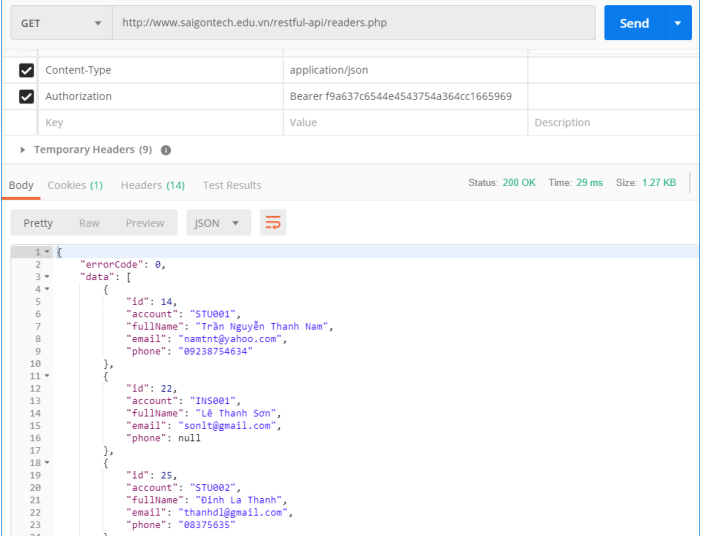 GET http://www.saigontech.edu.vn/restful-api/readers.php Send
Content-Type application/json
Authorization Bearer f9a637c6544e4543754a364cc1665969
Key Value Description
Temporary Headers (9)
Body Cookies (1) Headers (14) Test Results Status: 200 OK Time: 29 ms Size: 1.27 KB
Pretty Raw Preview JSON
1 {
2 "errorCode": 0,
3 "data": [
4 {
5 "id": 14,
6 "account": "STU001",
7 "fullName": "Trần Nguyễn Thanh Nam",
8 "email": "namtnt@yahoo.com",
9 "phone": "09238754634"
10 },
11 {
12 "id": 22,
13 "account": "INS001",
14 "fullName": "Lê Thanh Sơn",
15 "email": "sonlt@gmail.com",
16 "phone": null
17 },
18 {
19 "id": 25,
20 "account": "STU002",
21 "fullName": "Đinh La Thanh",
22 "email": "thanhdl@gmail.com",
23 "phone": "08375635"